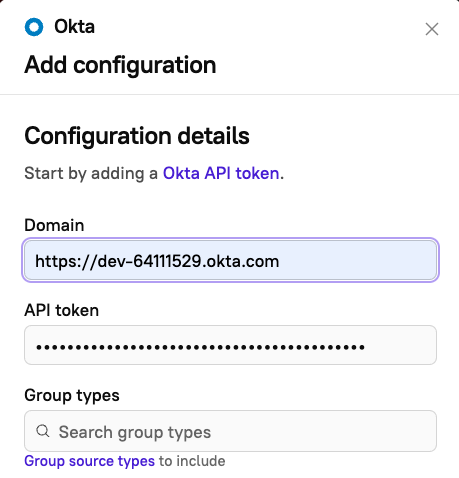 Okta
Add configuration
Configuration details
Start by adding a Okta API token.
Domain
https://dev-64111529.okta.com
API token
••••••••••••••••••••••••••••••••••••••••••
Group types
Search group types
Group source types to include